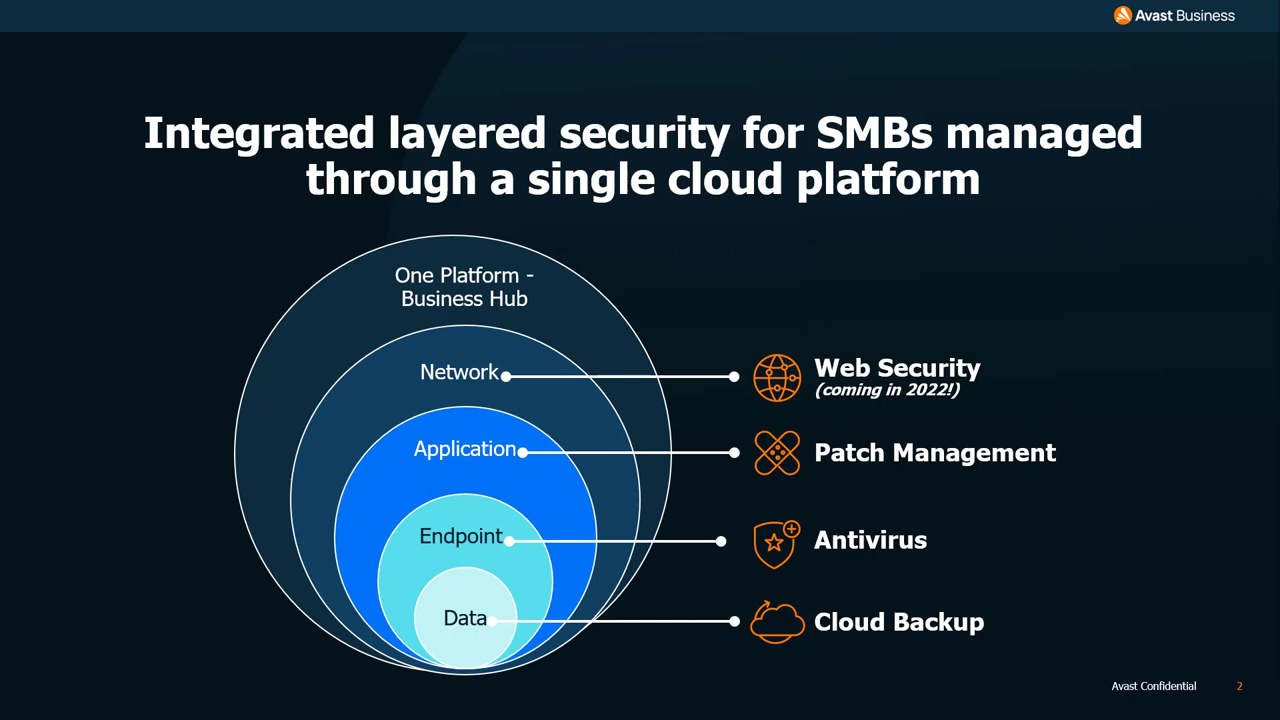 Avast Business
Integrated layered security for SMBs managed
through a single cloud platform
One Platform -
Business Hub
Network
Web Security
(coming in 2022!)
Application
Patch Management
Endpoint
Antivirus
Data
Cloud Backup
Avast Confidential
2